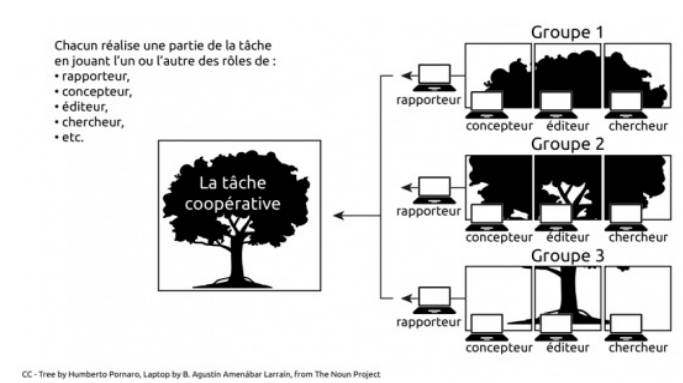 Chacun réalise une partie de la tâche
en jouant l'un ou l'autre des rôles de :
• rapporteur,
• concepteur,
• éditeur,
• chercheur,
• etc.
La tâche
coopérative
Groupe 1
rapporteur
concepteur éditeur chercheur
Groupe 2
rapporteur
concepteur éditeur chercheur
Groupe 3
rapporteur
concepteur éditeur chercheur
CC - Tree by Humberto Pornaro, Laptop by B. Agustín Amenábar Larraín, from The Noun Project